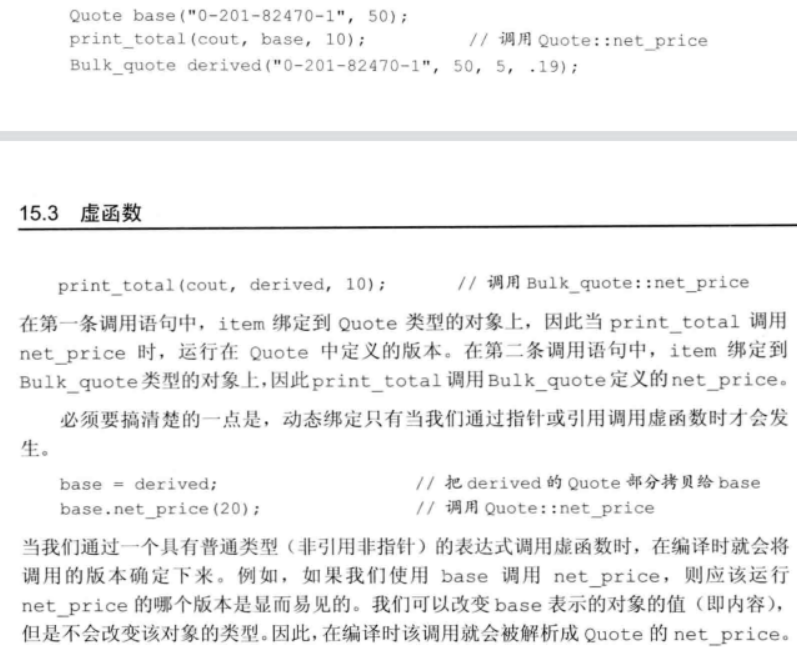 Quote base("0-201-82470-1", 50);
print_total(cout, base, 10);          // 调用 Quote::net_price
Bulk_quote derived("0-201-82470-1", 50, 5, .19);
15.3 虚函数
print_total(cout, derived, 10);       // 调用 Bulk_quote::net_price
在第一条调用语句中，item 绑定到 Quote 类型的对象上，因此当 print_total 调用
net_price 时，运行在 Quote 中定义的版本。在第二条调用语句中，item 绑定到
Bulk_quote类型的对象上，因此print_total调用Bulk_quote定义的net_price。
必须要搞清楚的一点是，动态绑定只有当我们通过指针或引用调用虚函数时才会发
生。
base = derived;                       // 把 derived 的 Quote 部分拷贝给 base
base.net_price(20);                   // 调用 Quote::net_price
当我们通过一个具有普通类型（非引用非指针）的表达式调用虚函数时，在编译时就会将
调用的版本确定下来。例如，如果我们使用 base 调用 net_price，则应该运行
net_price 的哪个版本是显而易见的。我们可以改变 base 表示的对象的值（即内容），
但是不会改变该对象的类型。因此，在编译时该调用就会被解析成 Quote 的 net_price。